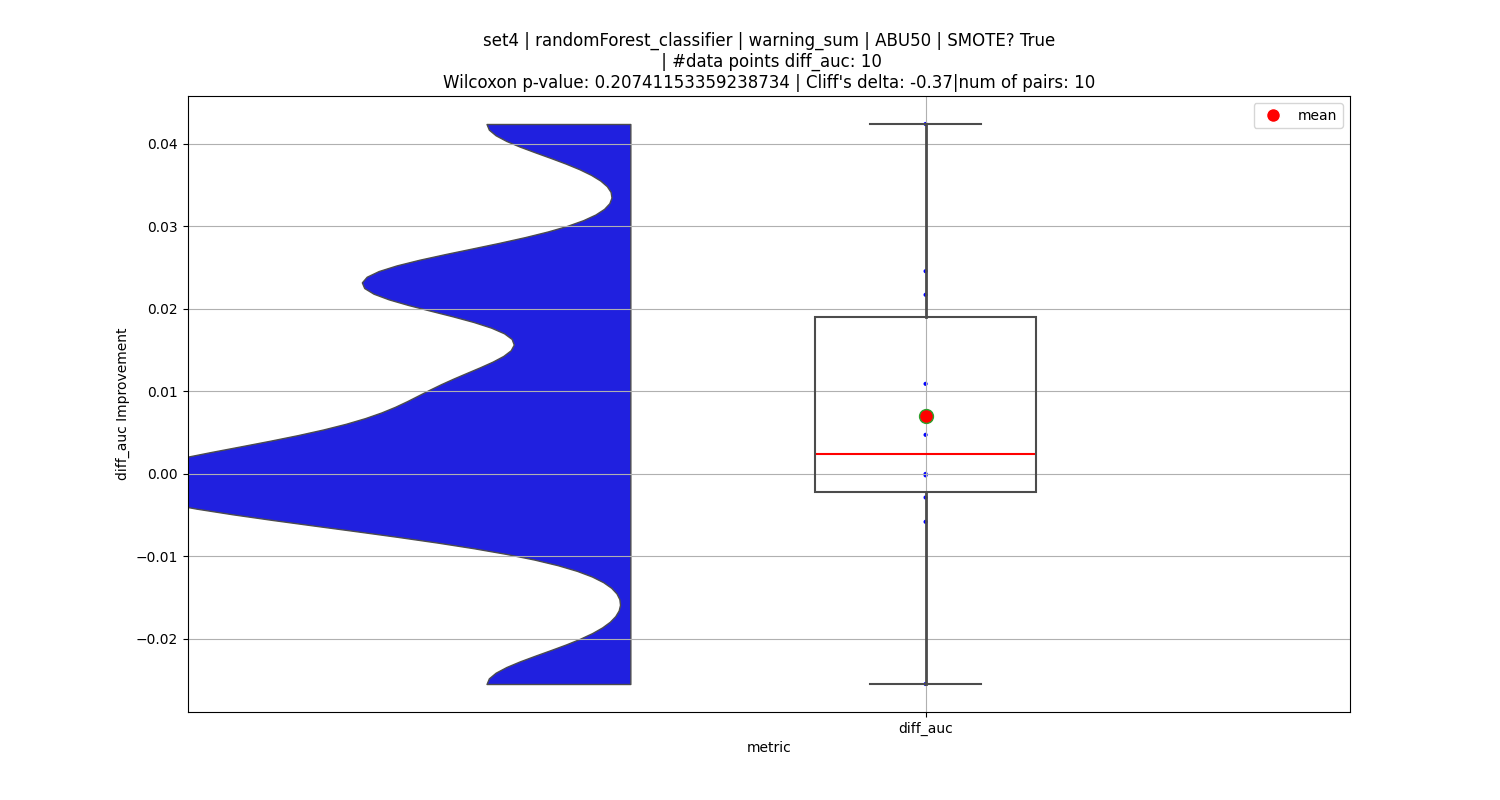 set4 | randomForest_classifier | warning_sum | ABU50 | SMOTE? True
| #data points diff_auc: 10
Wilcoxon p-value: 0.20741153359238734 | Cliff's delta: -0.37|num of pairs: 10
mean
0.04
0.03
0.02
0.01
0.00
−0.01
−0.02
diff_auc Improvement
diff_auc
metric